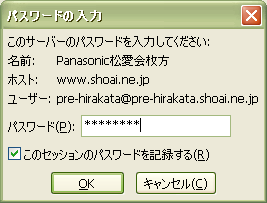 パスワードの入力
このサーバーのパスワードを入力してください:
名前: Panasonic松愛会枚方
ホスト: www.shoai.ne.jp
ユーザー: pre-hirakata@pre-hirakata.shoai.ne.jp
パスワード(P): ********
このセッションのパスワードを記録する(R)
OK キャンセル(C)